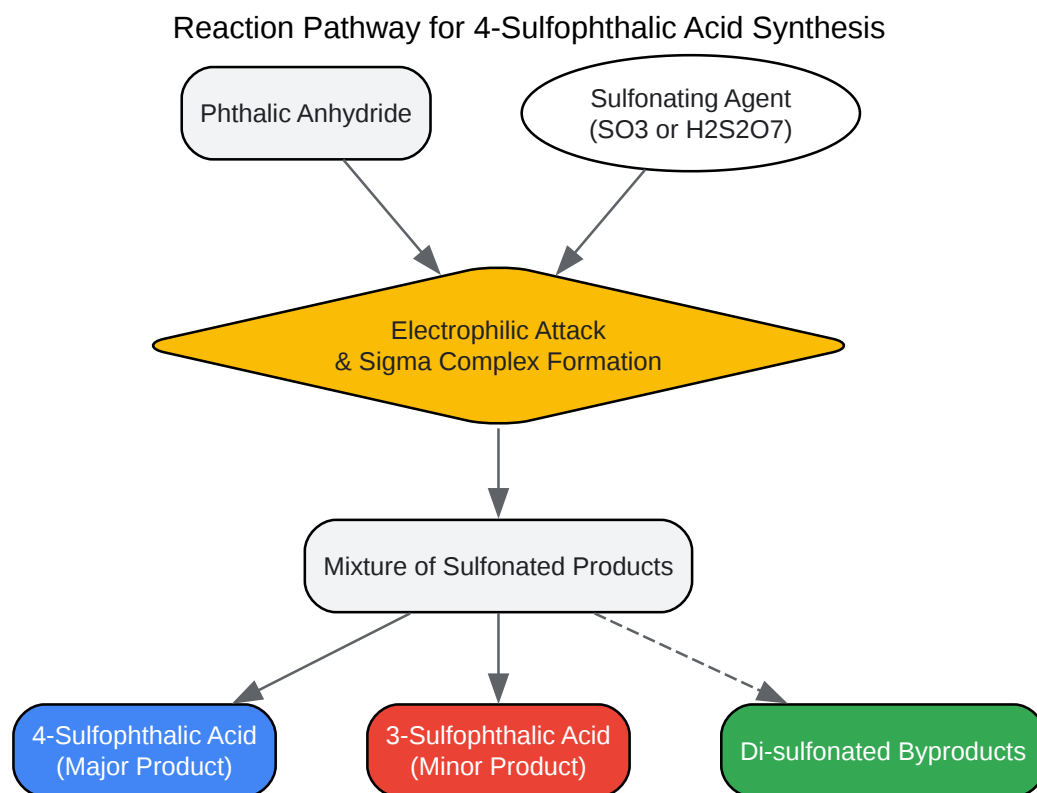 Reaction Pathway for 4-Sulfophthalic Acid Synthesis
Phthalic Anhydride
Sulfonating Agent
(SO3 or H2S2O7)
Electrophilic Attack
& Sigma Complex Formation
Mixture of Sulfonated Products
4-Sulfophthalic Acid
(Major Product)
3-Sulfophthalic Acid
(Minor Product)
Di-sulfonated Byproducts